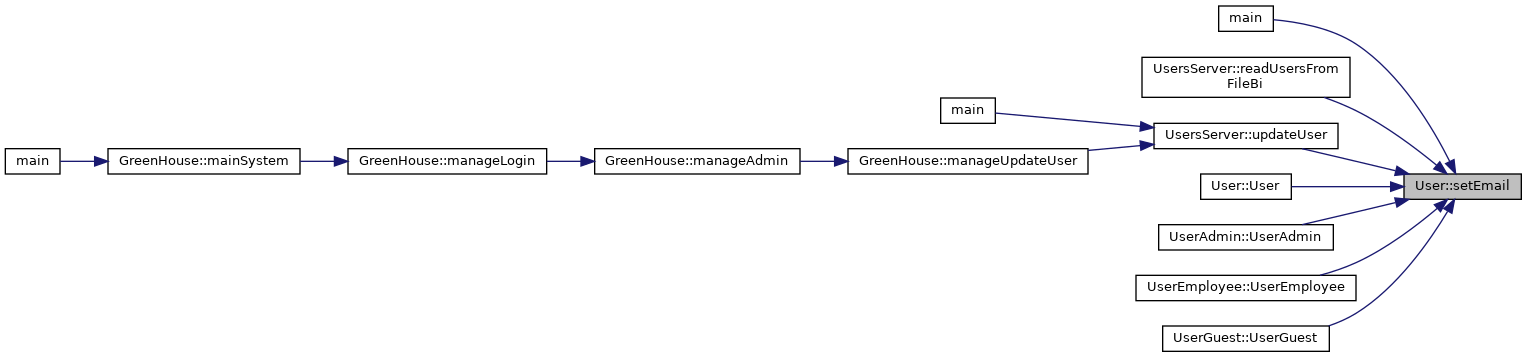 main
UsersServer::readUsersFrom
FileBi
main
UsersServer::updateUser
main
GreenHouse::mainSystem
GreenHouse::manageLogin
GreenHouse::manageAdmin
GreenHouse::manageUpdateUser
User::User
User::setEmail
UserAdmin::UserAdmin
UserEmployee::UserEmployee
UserGuest::UserGuest